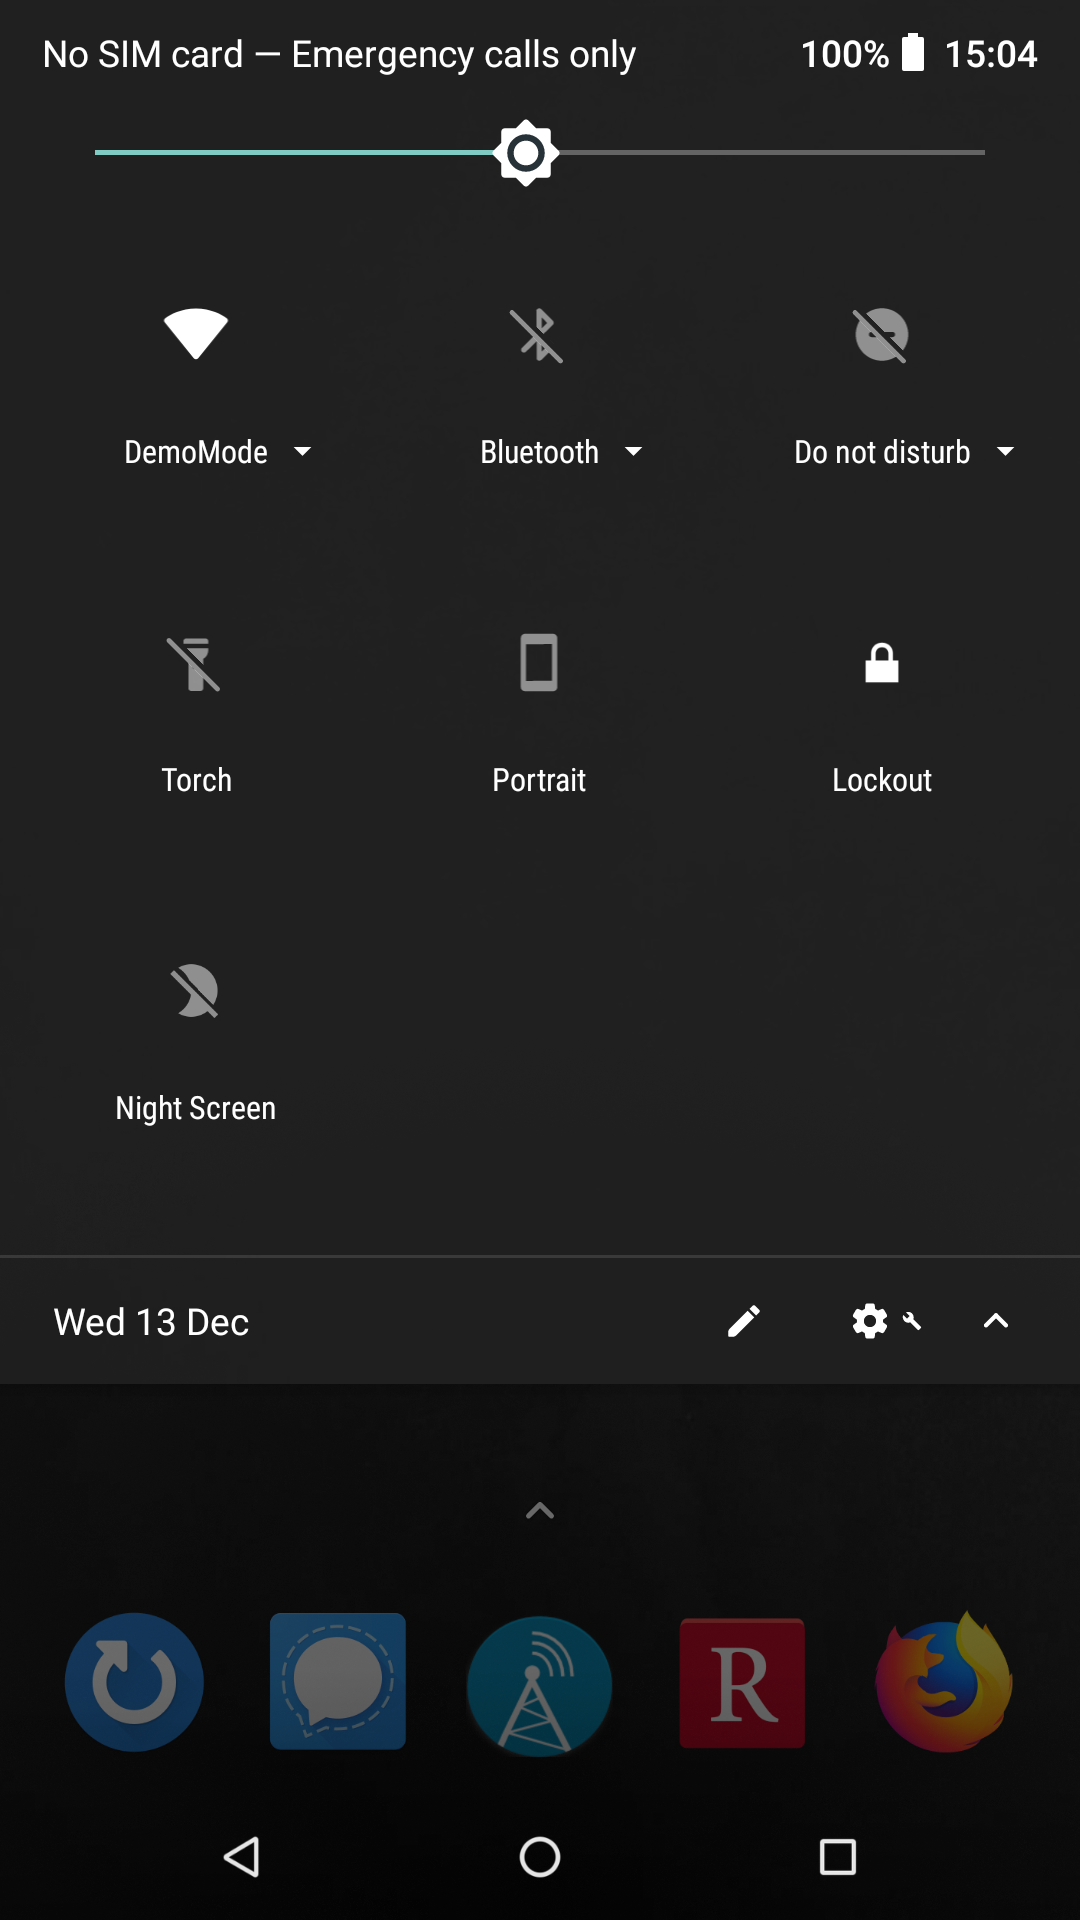 No SIM card — Emergency calls only 100% 15:04
DemoMode Bluetooth Do not disturb
Torch Portrait Lockout
Night Screen
Wed 13 Dec
R